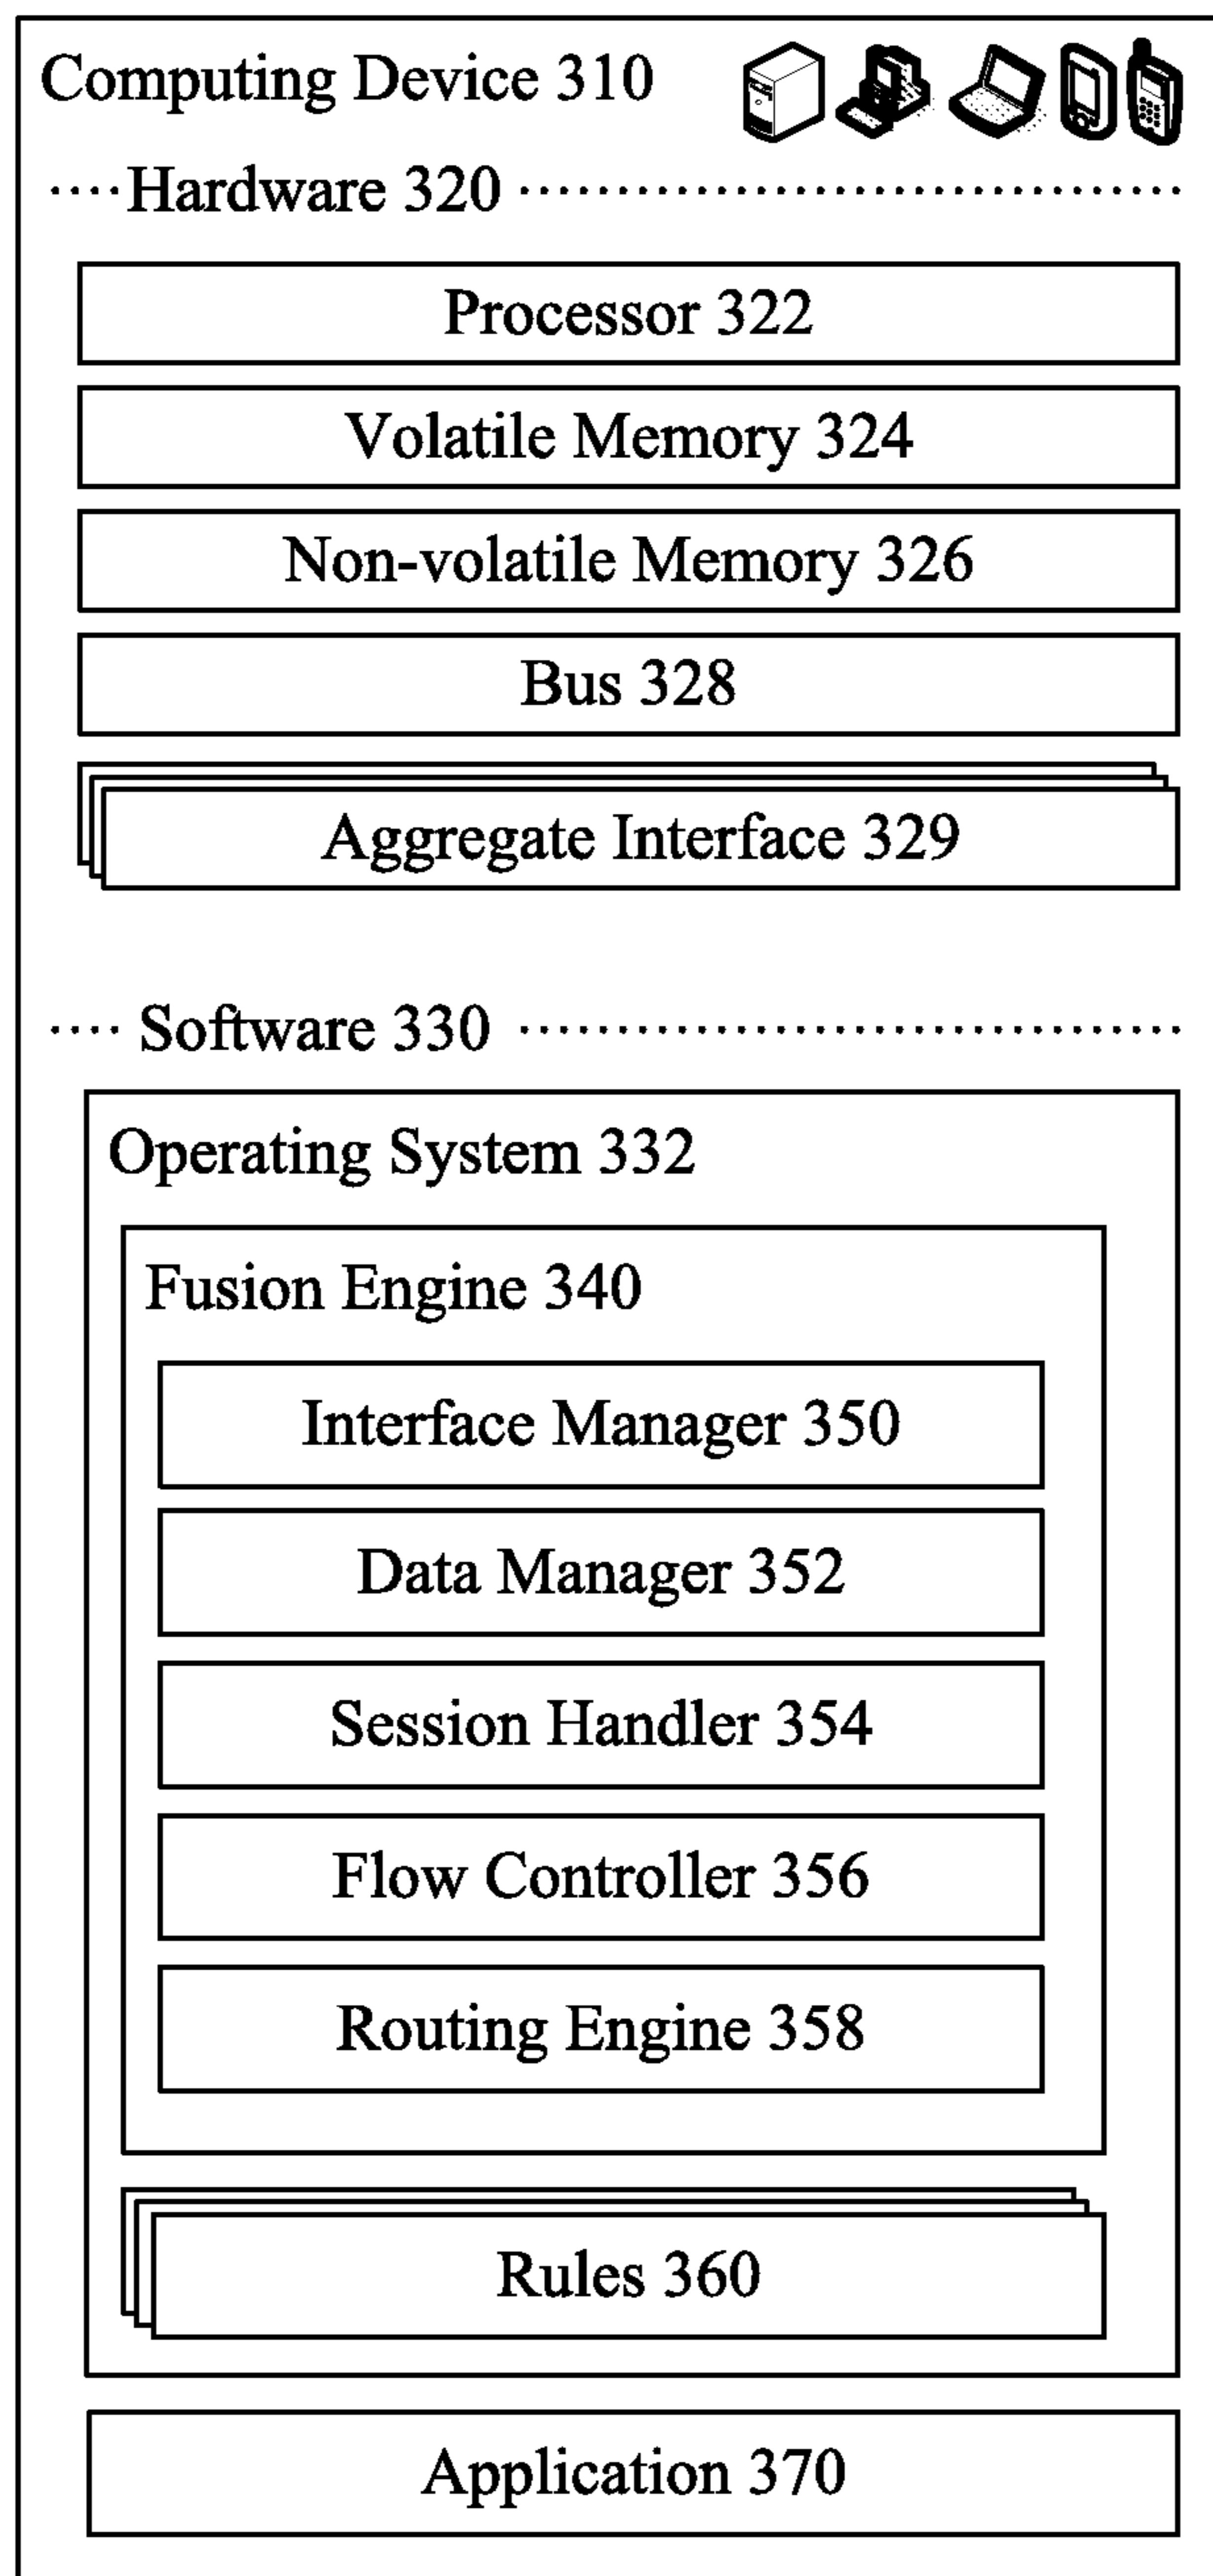 Computing Device 310
Hardware 320
Processor 322
Volatile Memory 324
Non-volatile Memory 326
Bus 328
Aggregate Interface 329
Software 330
Operating System 332
Fusion Engine 340
Interface Manager 350
Data Manager 352
Session Handler 354
Flow Controller 356
Routing Engine 358
Rules 360
Application 370